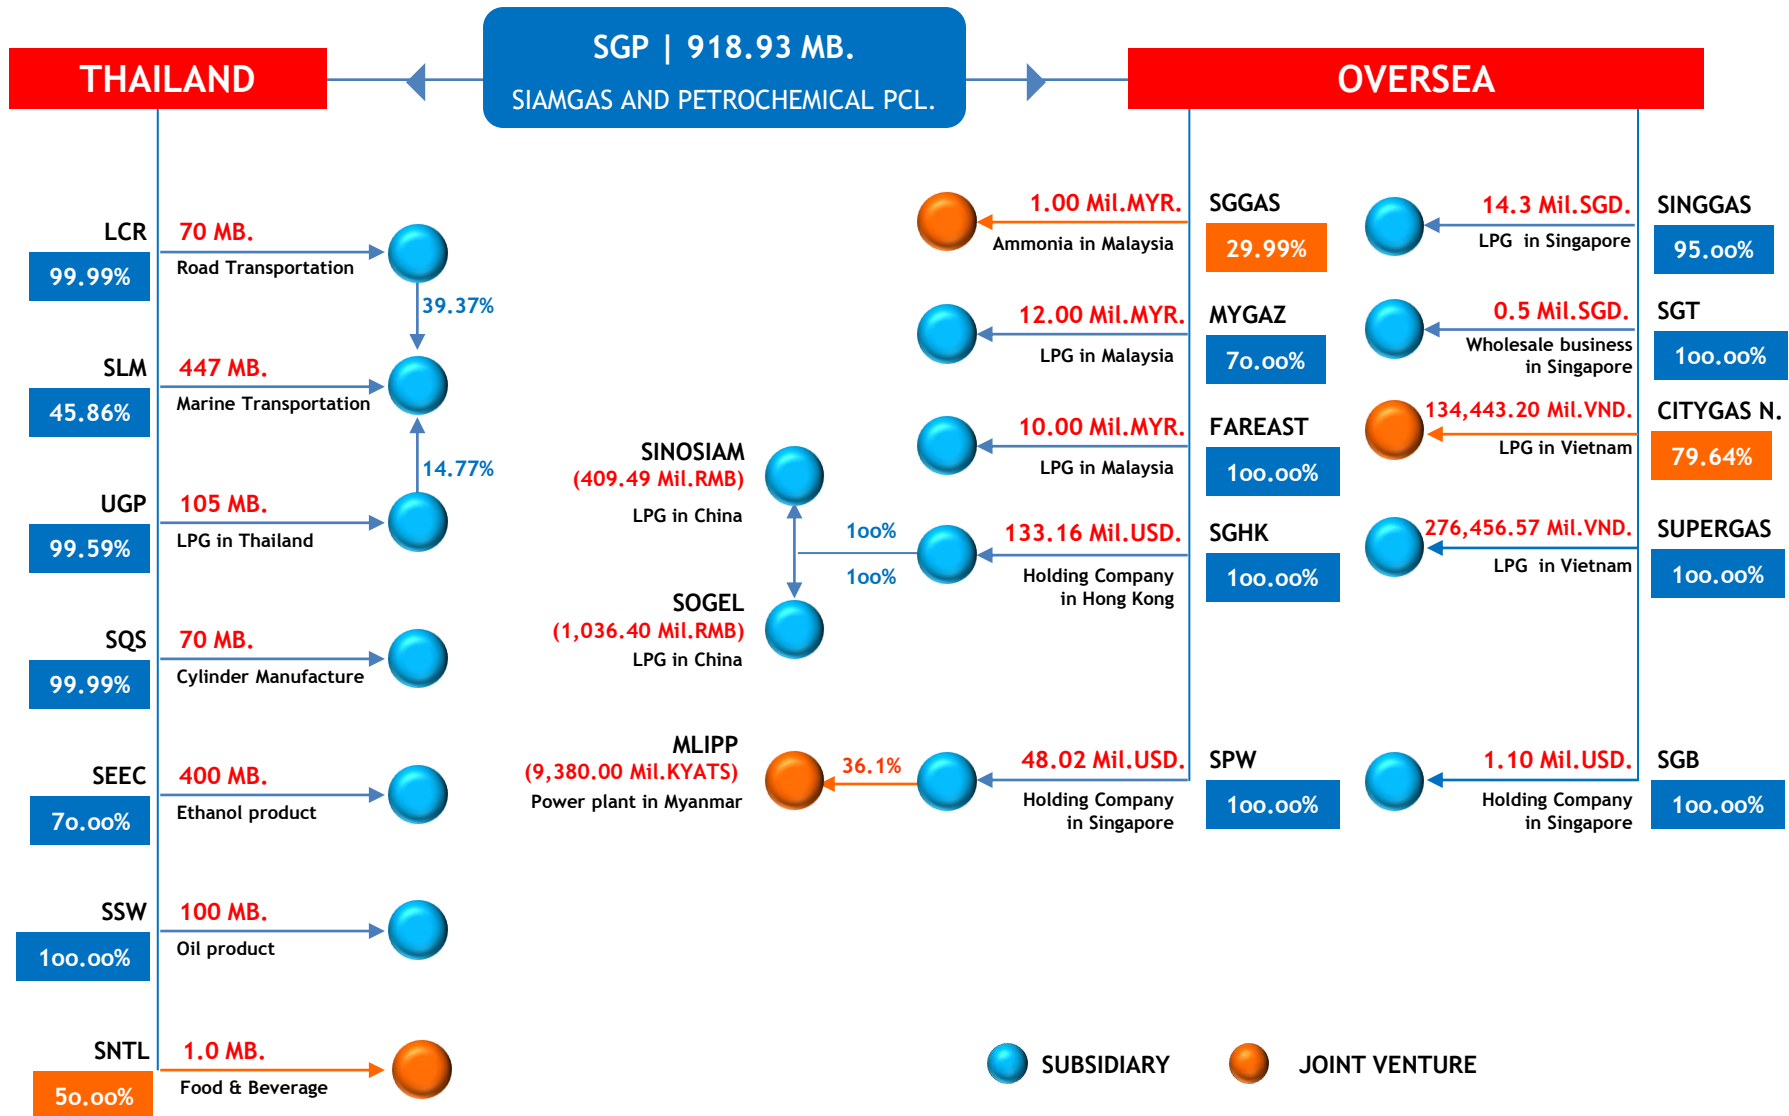 SGP | 918.93 MB.
SIAMGAS AND PETROCHEMICAL PCL.
THAILAND
OVERSEA
LCR
99.99%
70 MB.
Road Transportation
39.37%
SLM
45.86%
447 MB.
Marine Transportation
14.77%
UGP
99.59%
105 MB.
LPG in Thailand
SQS
99.99%
70 MB.
Cylinder Manufacture
SEEC
70.00%
400 MB.
Ethanol product
SSW
100.00%
100 MB.
Oil product
SNTL
50.00%
1.0 MB.
Food & Beverage
SINOSIAM
(409.49 Mil.RMB)
LPG in China
100%
100%
SOGEL
(1,036.40 Mil.RMB)
LPG in China
MLIPP
(9,380.00 Mil.KYATS)
Power plant in Myanmar
36.1%
1.00 Mil.MYR.
Ammonia in Malaysia
SGGAS
29.99%
12.00 Mil.MYR.
LPG in Malaysia
MYGAZ
70.00%
10.00 Mil.MYR.
LPG in Malaysia
FAREAST
100.00%
133.16 Mil.USD.
Holding Company
in Hong Kong
SGHK
100.00%
48.02 Mil.USD.
Holding Company
in Singapore
SPW
100.00%
14.3 Mil.SGD.
LPG in Singapore
SINGGAS
95.00%
0.5 Mil.SGD.
Wholesale business
in Singapore
SGT
100.00%
134,443.20 Mil.VND.
LPG in Vietnam
CITYGAS N.
79.64%
276,456.57 Mil.VND.
LPG in Vietnam
SUPERGAS
100.00%
1.10 Mil.USD.
Holding Company
in Singapore
SGB
100.00%
SUBSIDIARY
JOINT VENTURE